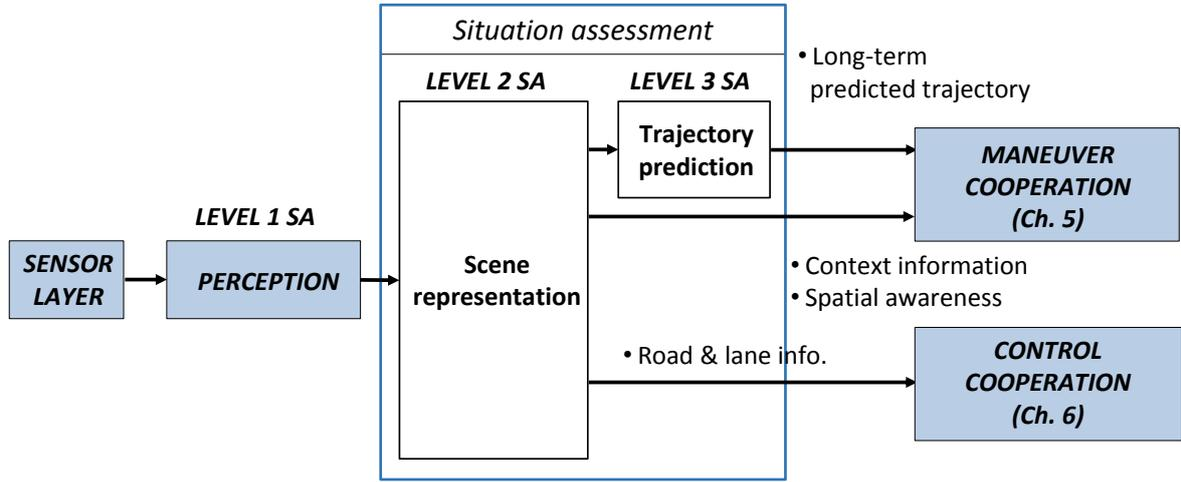 Situation assessment
LEVEL 2 SA
LEVEL 3 SA
• Long-term
predicted trajectory
Trajectory
prediction
MANEUVER
COOPERATION
(Ch. 5)
LEVEL 1 SA
SENSOR
LAYER
PERCEPTION
Scene
representation
• Context information
• Spatial awareness
• Road & lane info.
CONTROL
COOPERATION
(Ch. 6)